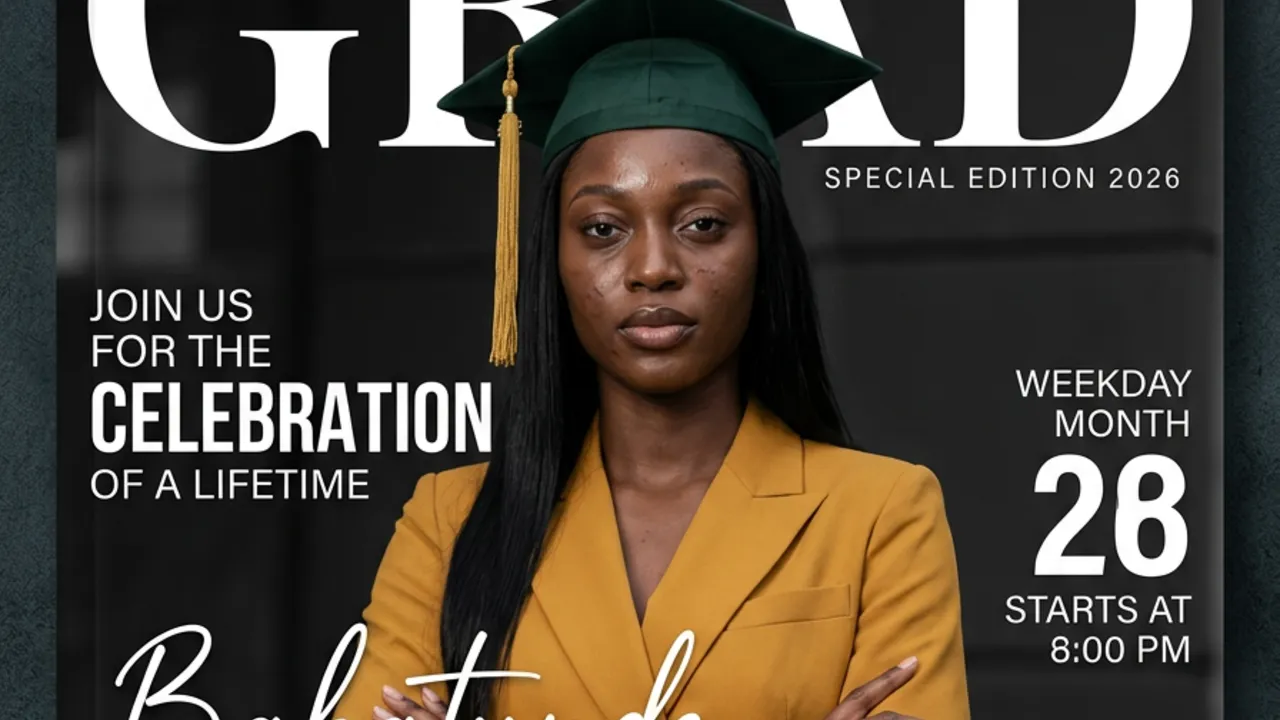 GRAD
SPECIAL EDITION 2026
JOIN US
FOR THE
CELEBRATION
OF A LIFETIME
WEEKDAY
MONTH
28
STARTS AT
8:00 PM
Babatunde